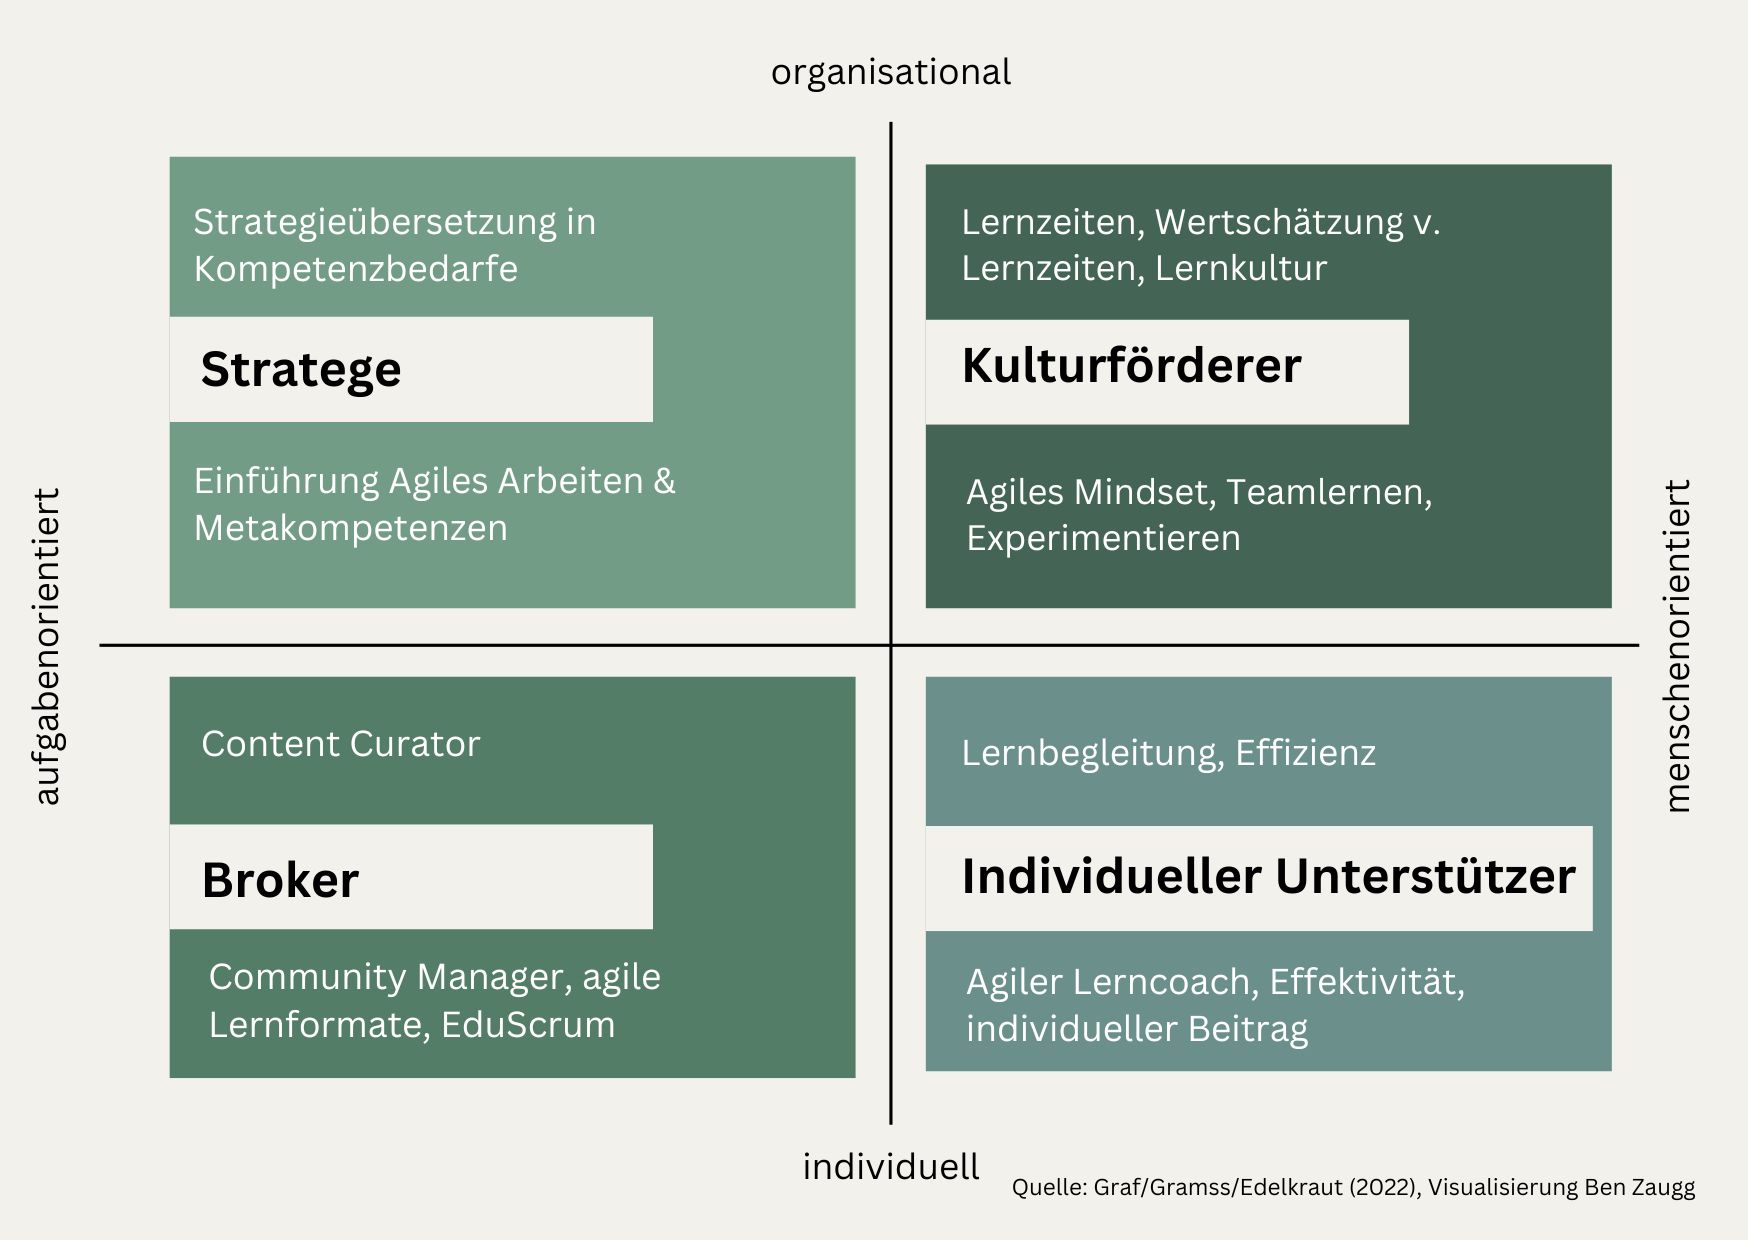 organisational
Strategieübersetzung in
Kompetenzbedarfe
Stratege
Einführung Agiles Arbeiten &
Metakompetenzen
Lernzeiten, Wertschätzung v.
Lernzeiten, Lernkultur
Kulturförderer
Agiles Mindset, Teamlernen,
Experimentieren
aufgabenorientiert
menschenorientiert
Content Curator
Broker
Community Manager, agile
Lernformate, EduScrum
Lernbegleitung, Effizienz
Individueller Unterstützer
Agiler Lerncoach, Effektivität,
individueller Beitrag
individuell
Quelle: Graf/Gramss/Edelkraut (2022), Visualisierung Ben Zaugg